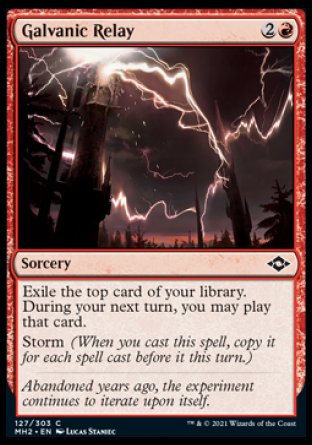 Galvanic Relay 2
Sorcery
Exile the top card of your library.
During your next turn, you may play
that card.
Storm (When you cast this spell, copy it
for each spell cast before it this turn.)
Abandoned years ago, the experiment
continues to iterate upon itself.
127/303 C
MH2 • EN Lucas Staniec
™ & © 2021 Wizards of the Coast